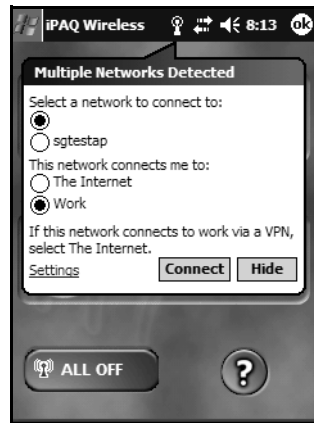 iPAQ Wireless 8:13 ok
Multiple Networks Detected
Select a network to connect to:
sgtestap
This network connects me to:
The Internet
Work
If this network connects to work via a VPN,
select The Internet.
Settings Connect Hide
ALL OFF ?